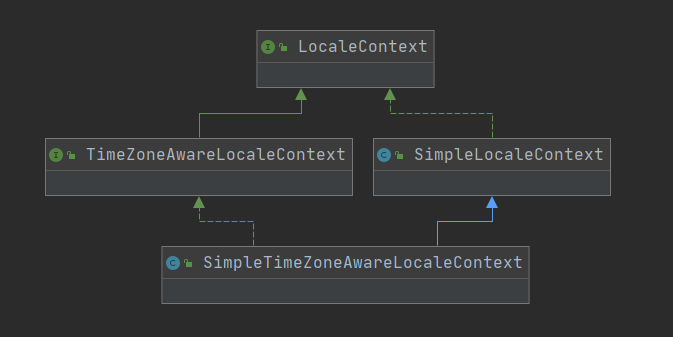 I LocaleContext
I TimeZoneAwareLocaleContext
C SimpleLocaleContext
C SimpleTimeZoneAwareLocaleContext